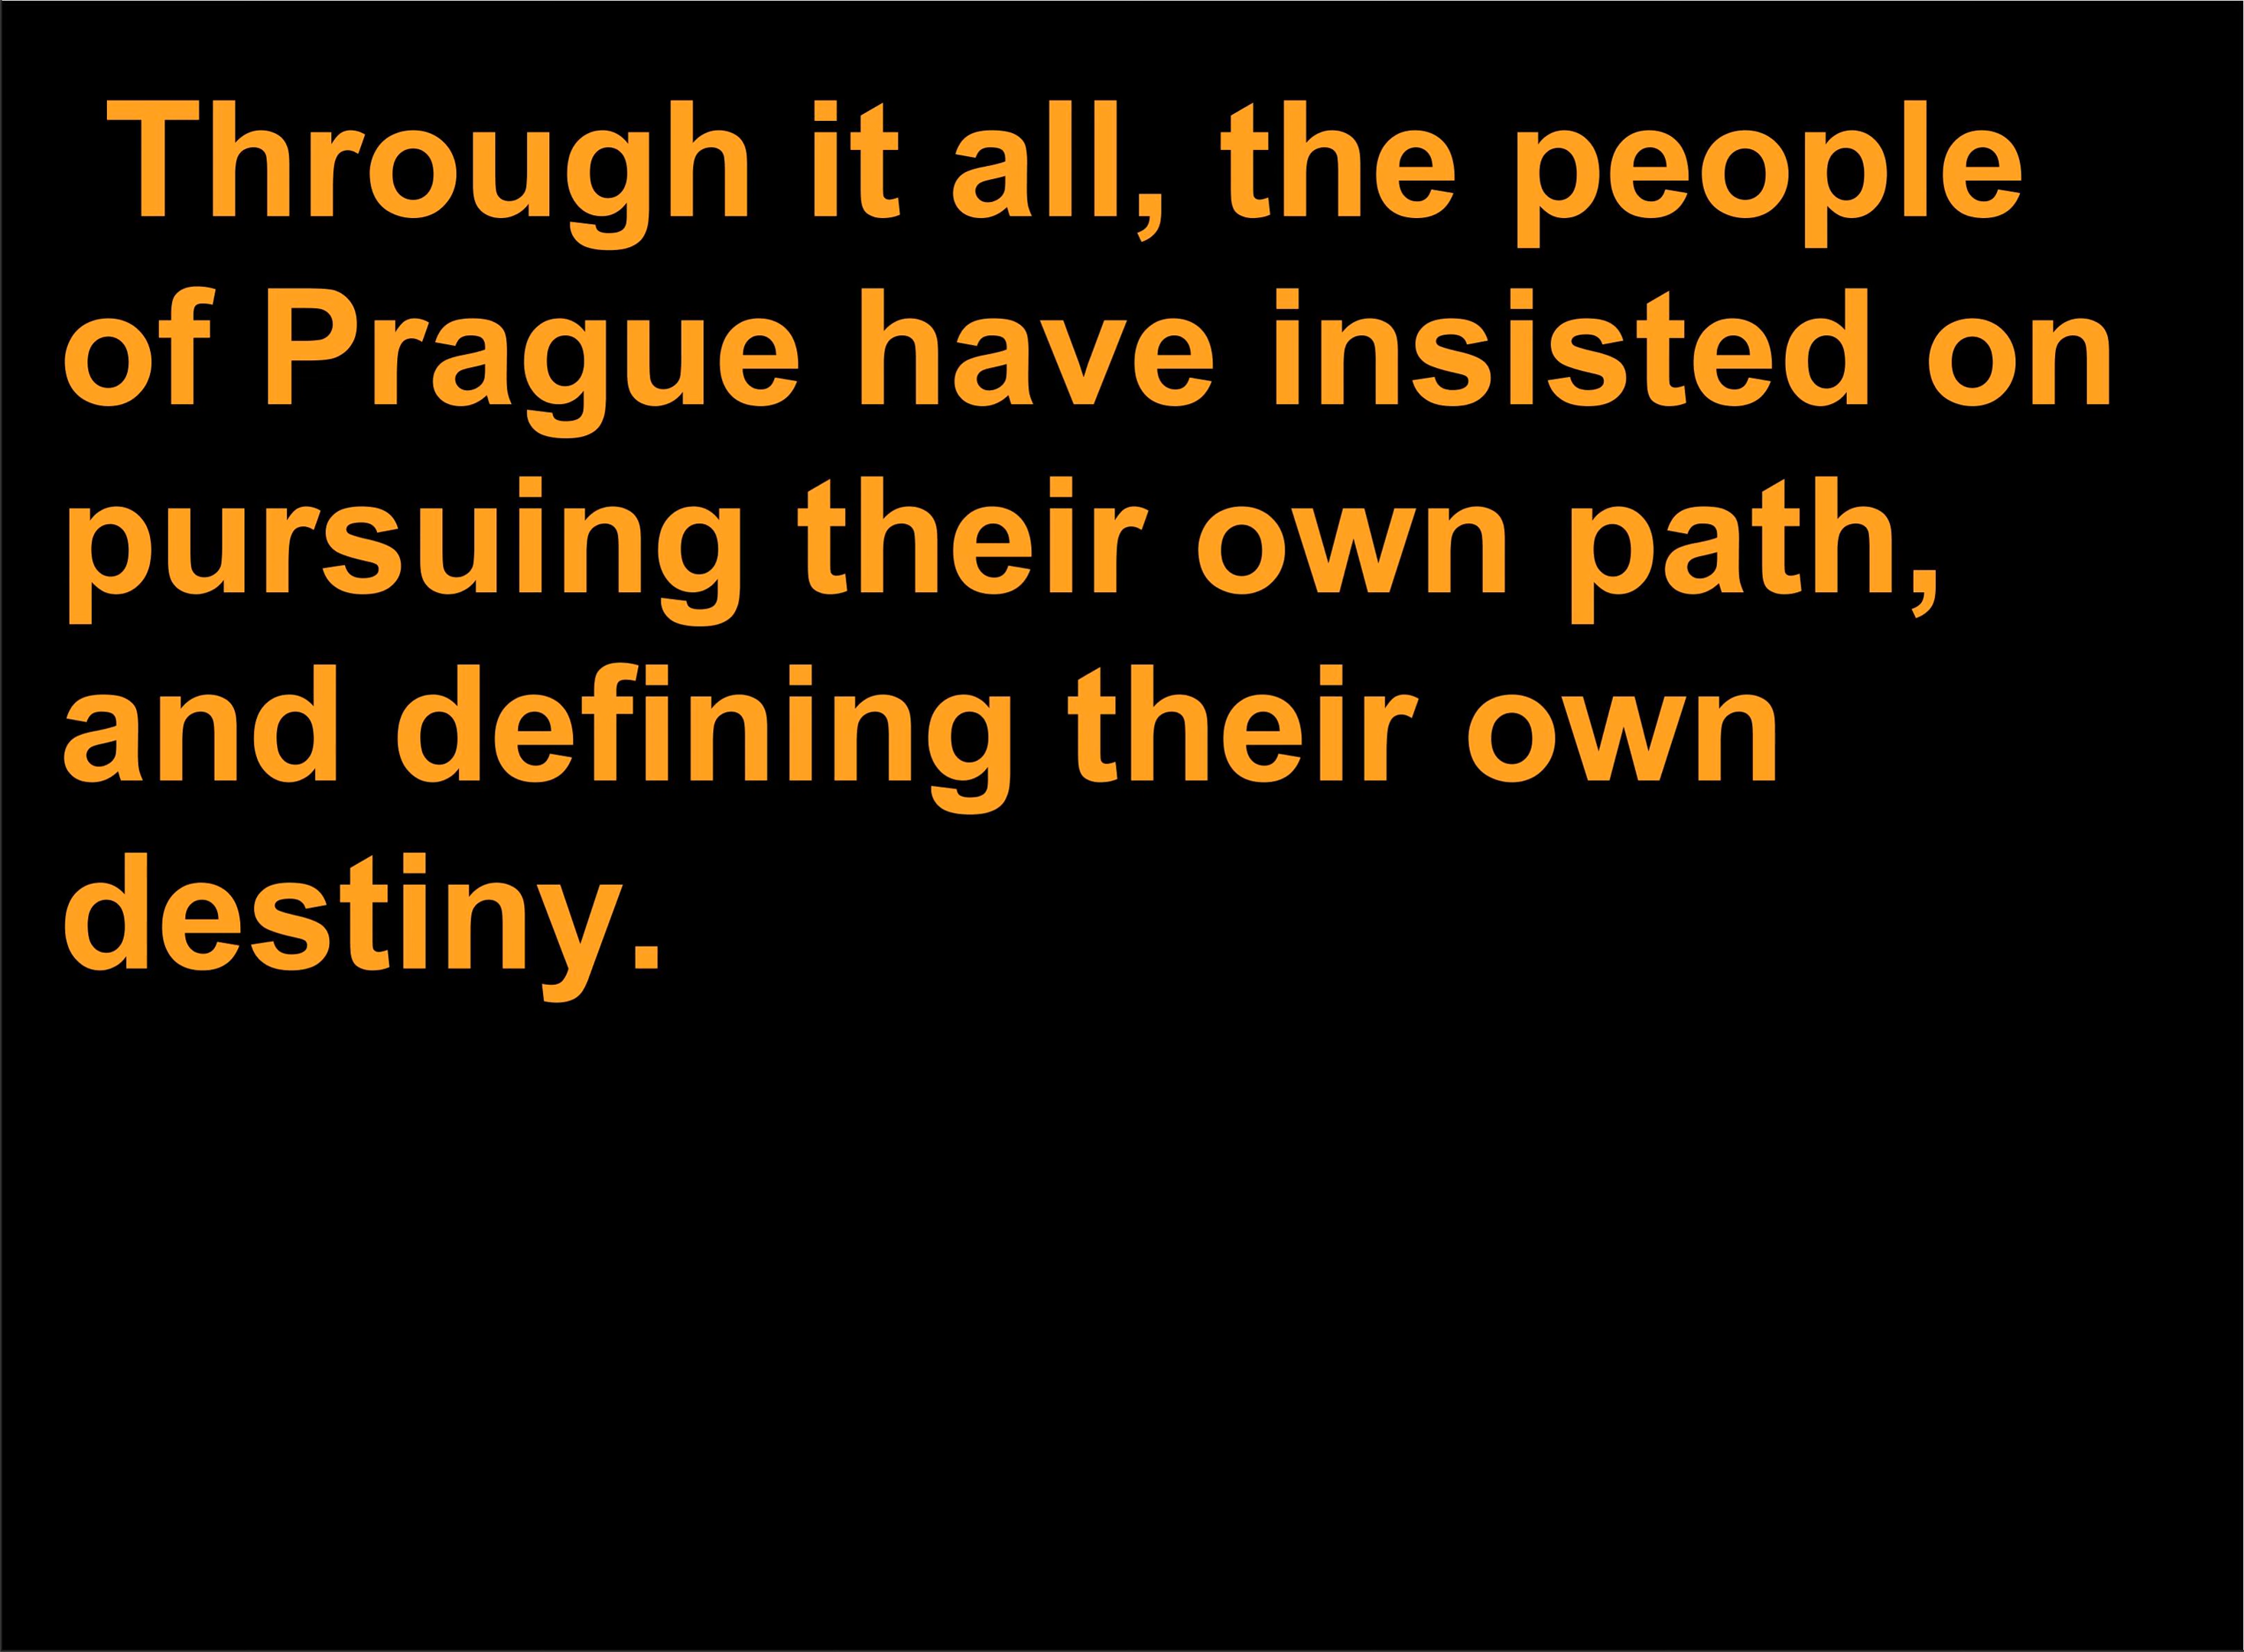 Through it all, the people
of Prague have insisted on
pursuing their own path,
and defining their own
destiny.